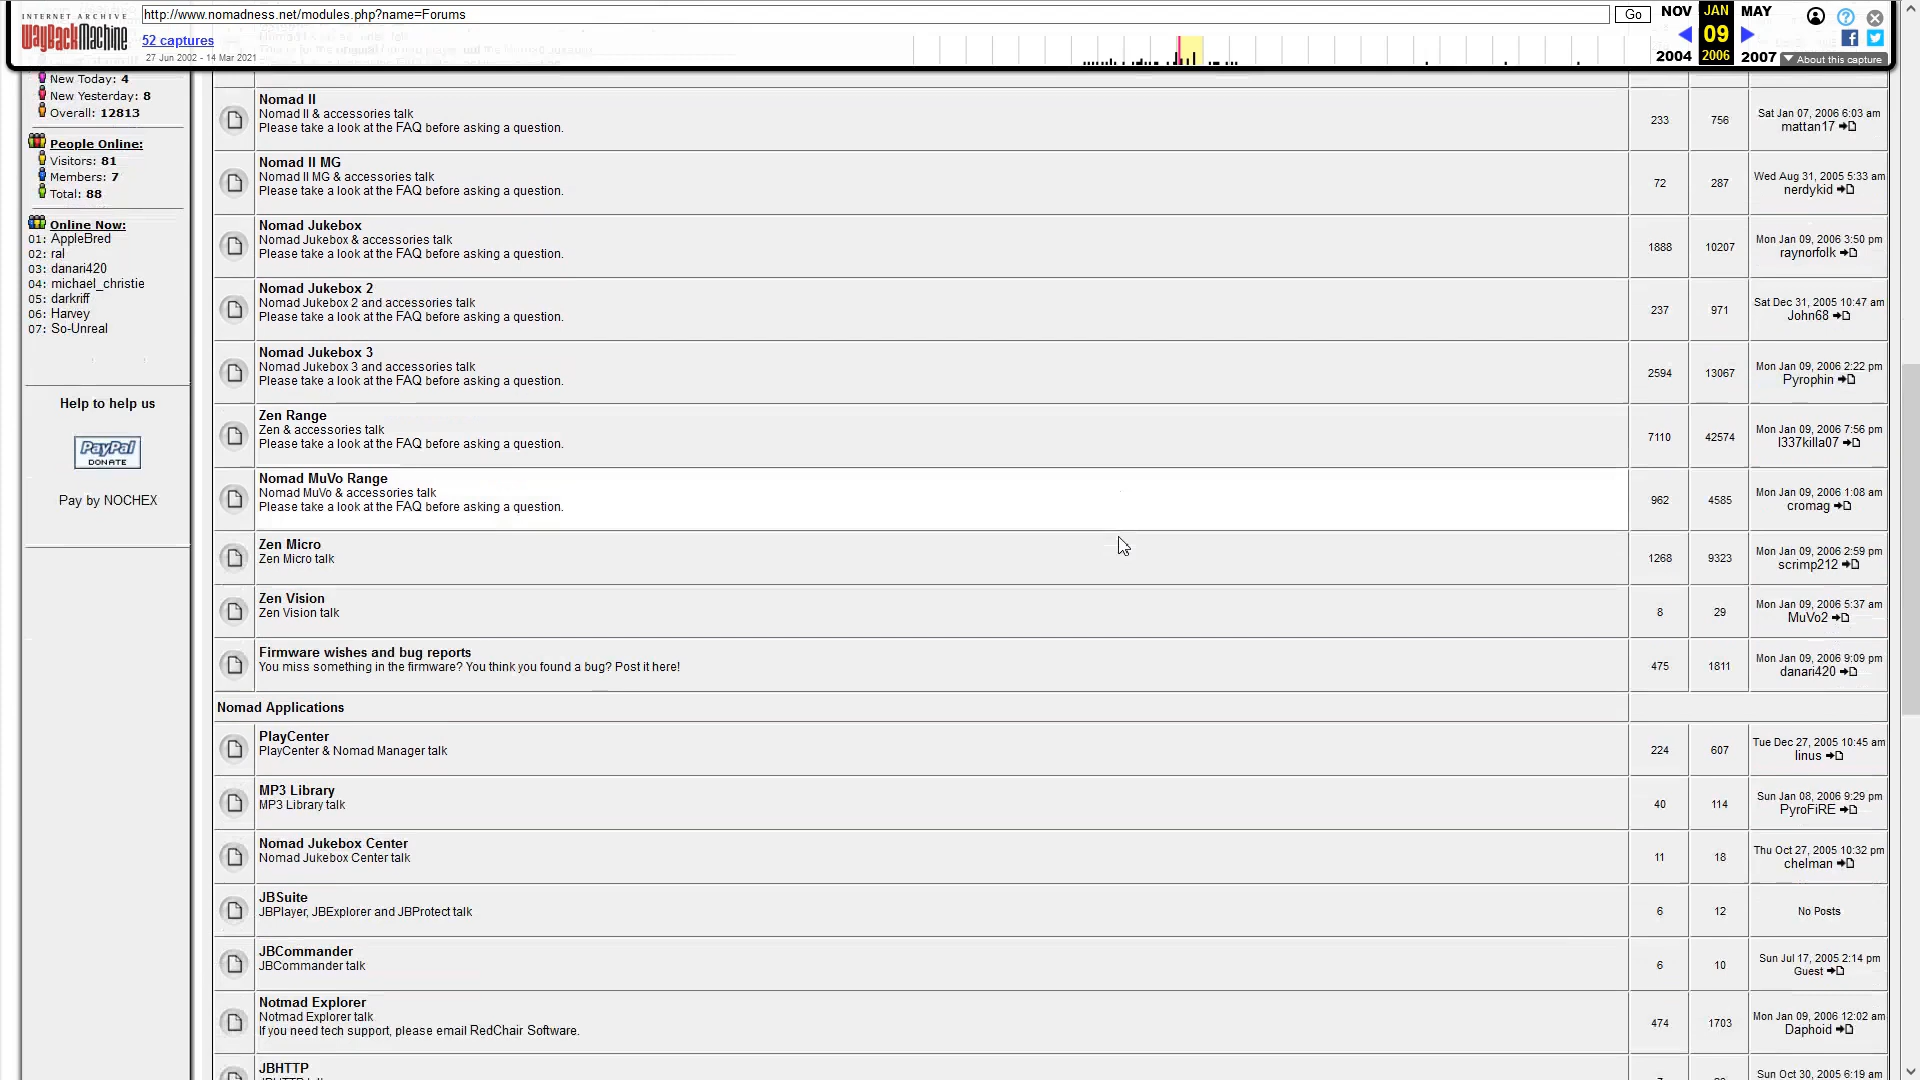 INTERNET ARCHIVE
WayBackMachine
http://www.nomadness.net/modules.php?name=Forums
Go
NOV
JAN
MAY
52 captures
09
27 Jun 2002 - 14 Mar 2021
2004
2006
2007
About this capture
New Today: 4
New Yesterday: 8
Overall: 12813
People Online:
Visitors: 81
Members: 7
Total: 88
Online Now:
01: AppleBred
02: ral
03: danari420
04: michael_christie
05: darkriff
06: Harvey
07: So-Unreal
Help to help us
PayPal
DONATE
Pay by NOCHEX
Nomad II
Nomad II & accessories talk
Please take a look at the FAQ before asking a question.
233
756
Sat Jan 07, 2006 6:03 am
mattan17
Nomad II MG
Nomad II MG & accessories talk
Please take a look at the FAQ before asking a question.
72
287
Wed Aug 31, 2005 5:33 am
nerdykid
Nomad Jukebox
Nomad Jukebox & accessories talk
Please take a look at the FAQ before asking a question.
1888
10207
Mon Jan 09, 2006 3:50 pm
raynorfolk
Nomad Jukebox 2
Nomad Jukebox 2 and accessories talk
Please take a look at the FAQ before asking a question.
237
971
Sat Dec 31, 2005 10:47 am
John68
Nomad Jukebox 3
Nomad Jukebox 3 and accessories talk
Please take a look at the FAQ before asking a question.
2594
13067
Mon Jan 09, 2006 2:22 pm
Pyrophin
Zen Range
Zen & accessories talk
Please take a look at the FAQ before asking a question.
7110
42574
Mon Jan 09, 2006 7:56 pm
l337killa07
Nomad MuVo Range
Nomad MuVo & accessories talk
Please take a look at the FAQ before asking a question.
962
4585
Mon Jan 09, 2006 1:08 am
cromag
Zen Micro
Zen Micro talk
1268
9323
Mon Jan 09, 2006 2:59 pm
scrimp212
Zen Vision
Zen Vision talk
8
29
Mon Jan 09, 2006 5:37 am
MuVo2
Firmware wishes and bug reports
You miss something in the firmware? You think you found a bug? Post it here!
475
1811
Mon Jan 09, 2006 9:09 pm
danari420
Nomad Applications
PlayCenter
PlayCenter & Nomad Manager talk
224
607
Tue Dec 27, 2005 10:45 am
linus
MP3 Library
MP3 Library talk
40
114
Sun Jan 08, 2006 9:29 pm
PyroFiRE
Nomad Jukebox Center
Nomad Jukebox Center talk
11
18
Thu Oct 27, 2005 10:32 pm
chelman
JBSuite
JBPlayer, JBExplorer and JBProtect talk
6
12
No Posts
JBCommander
JBCommander talk
6
10
Sun Jul 17, 2005 2:14 pm
Guest
Notmad Explorer
Notmad Explorer talk
If you need tech support, please email RedChair Software.
474
1703
Mon Jan 09, 2006 12:02 am
Daphoid
JBHTTP
Sun Oct 30, 2005 6:19 am